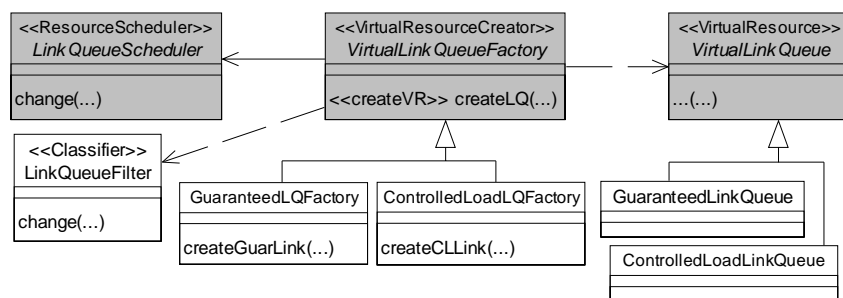 <<ResourceScheduler>>
LinkQueueScheduler
change(...)
<<VirtualResourceCreator>>
VirtualLinkQueueFactory
<<createVR>> createLQ(...)
<<VirtualResource>>
VirtualLinkQueue
...(...)
<<Classifier>>
LinkQueueFilter
change(...)
GuaranteedLQFactory
createGuarLink(...)
ControlledLoadLQFactory
createCLLink(...)
GuaranteedLinkQueue
ControlledLoadLinkQueue